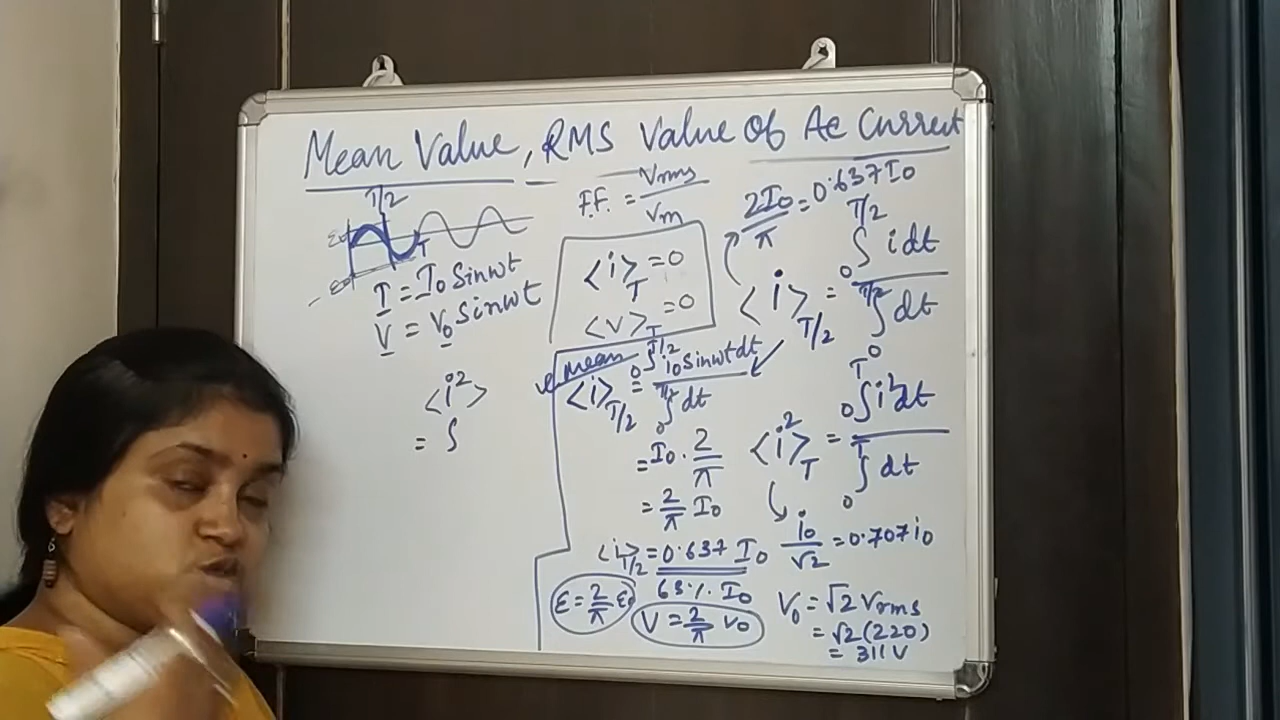 Mean Value, RMS Value of Ac Current
T/2
T
I = I₀ Sinωt
V = V₀ Sinωt
<i²>
= ∫
F.F. = Vrms / Vm
<i>T = 0
<v>T = 0
mean
<i>T/2 = ₀∫T/2 i₀ sinωt dt / ₀∫T/2 dt
= I₀ . 2/π
= 2/π I₀
<i>T/2 = 0.637 I₀
63% I₀
ε = 2/π ε₀
V = 2/π V₀
2I₀/π = 0.637 I₀
<i>T/2 = ₀∫T/2 i dt / ₀∫T/2 dt
<i²>T = ₀∫T i² dt / ₀∫T dt
i₀/√2 = 0.707 i₀
V₀ = √2 Vrms
= √2 (220)
= 311 V